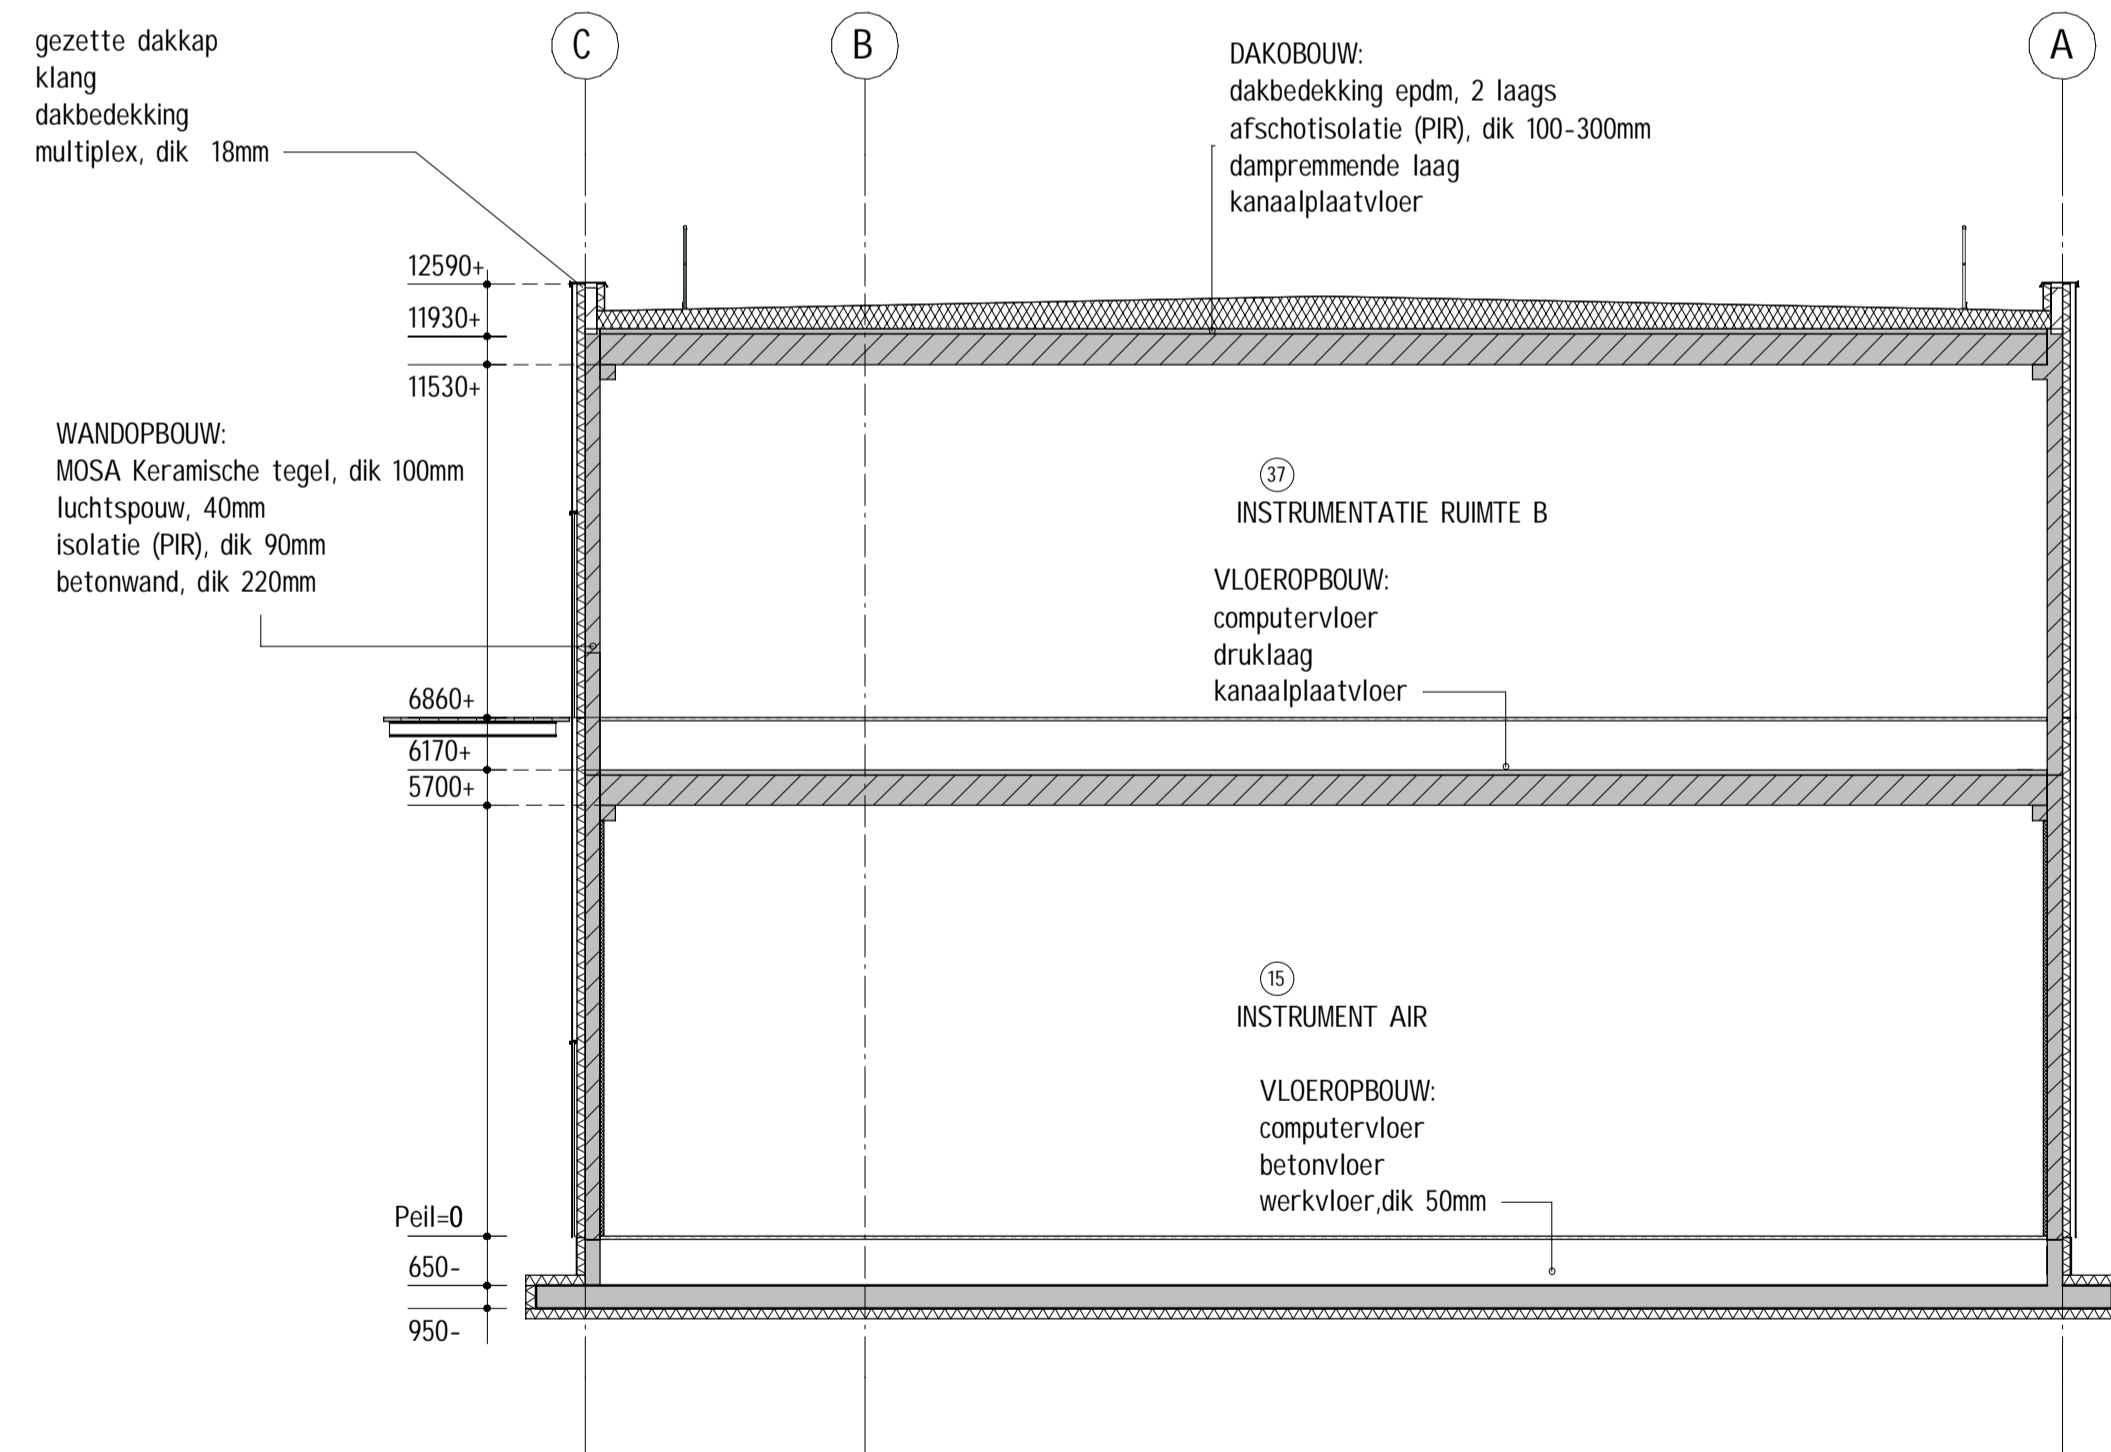 gezette dakkap
klang
dakbedekking
multiplex, dik 18mm
C
B
A
DAKOBOUW:
dakbedekking epdm, 2 laags
afschotisolatie (PIR), dik 100-300mm
dampremmende laag
kanaalplaatvloer
12590+
11930+
11530+
WANDOPBOUW:
MOSA Keramische tegel, dik 100mm
luchtspouw, 40mm
isolatie (PIR), dik 90mm
betonwand, dik 220mm
37
INSTRUMENTATIE RUIMTE B
VLOEROPBOUW:
computervloer
druklaag
kanaalplaatvloer
6860+
6170+
5700+
15
INSTRUMENT AIR
VLOEROPBOUW:
computervloer
betonvloer
werkvloer,dik 50mm
Peil=0
650-
950-